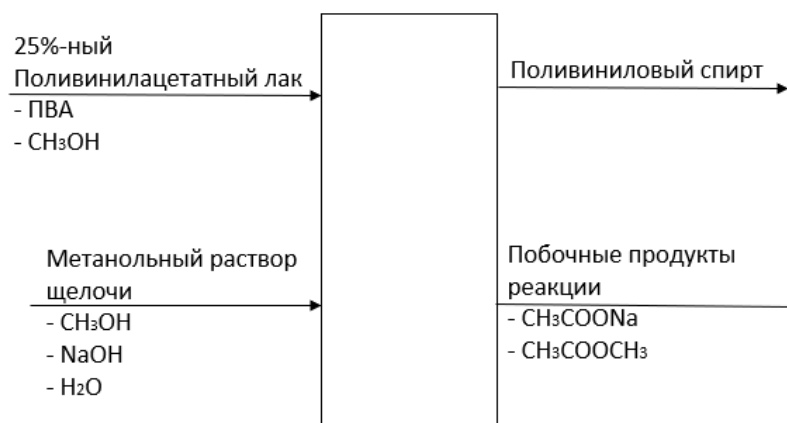 25%-ный
Поливинилацетатный лак
- ПВА
- CH₃OH
Поливиниловый спирт
Метанольный раствор
щелочи
- CH₃OH
- NaOH
- H₂O
Побочные продукты
реакции
- CH₃COONa
- CH₃COOCH₃